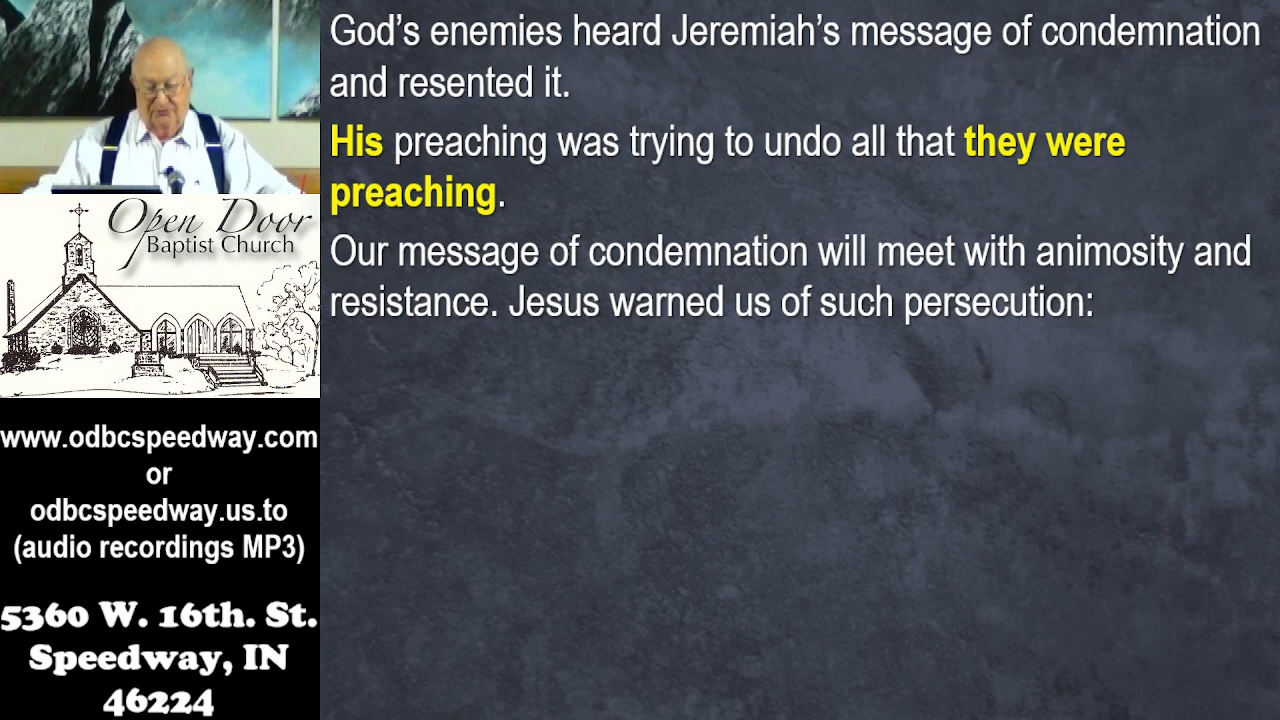 God’s enemies heard Jeremiah’s message of condemnation
and resented it.
His preaching was trying to undo all that they were
preaching.
Our message of condemnation will meet with animosity and
resistance. Jesus warned us of such persecution:
Open Door
Baptist Church
www.odbcspeedway.com
or
odbcspeedway.us.to
(audio recordings MP3)
5360 W. 16th. St.
Speedway, IN
46224